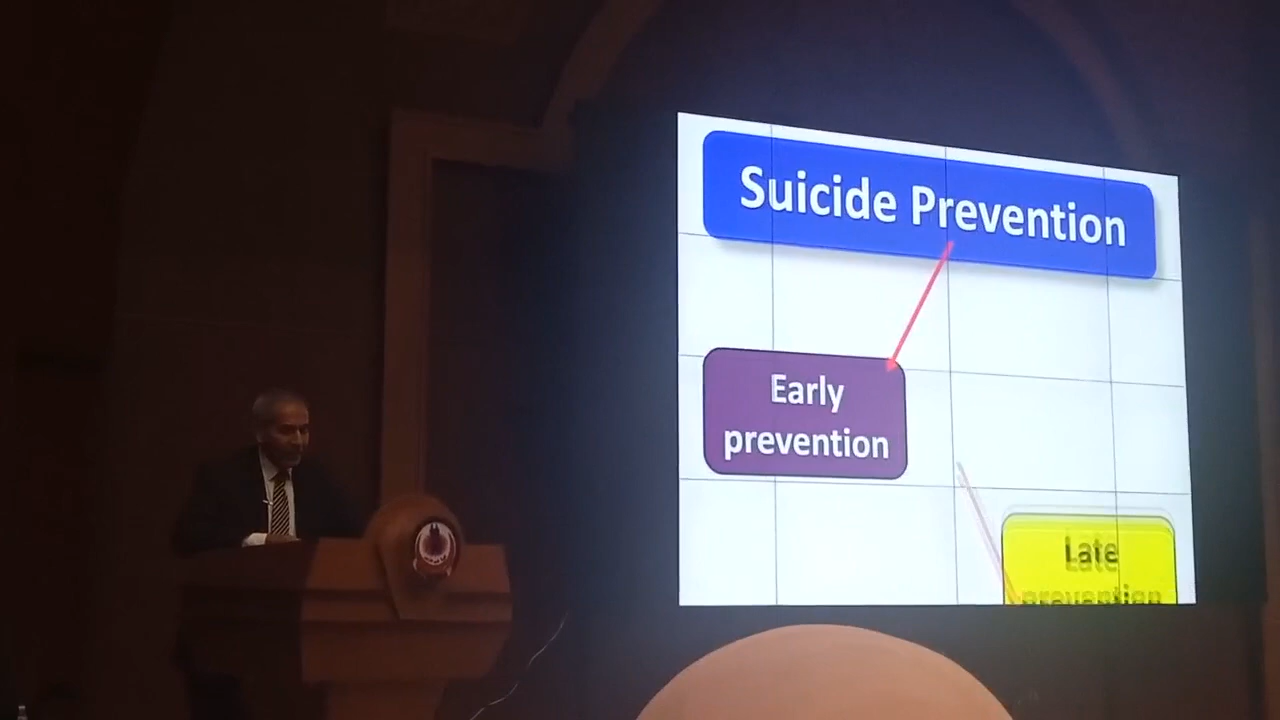 Suicide Prevention
Early
prevention
Late
prevention